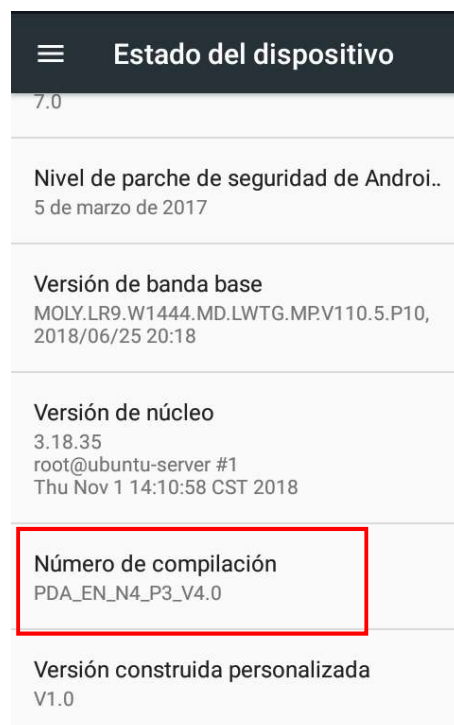 Estado del dispositivo
7.0
Nivel de parche de seguridad de Androi..
5 de marzo de 2017
Versión de banda base
MOLY.LR9.W1444.MD.LWTG.MP.V110.5.P10,
2018/06/25 20:18
Versión de núcleo
3.18.35
root@ubuntu-server #1
Thu Nov 1 14:10:58 CST 2018
Número de compilación
PDA_EN_N4_P3_V4.0
Versión construida personalizada
V1.0